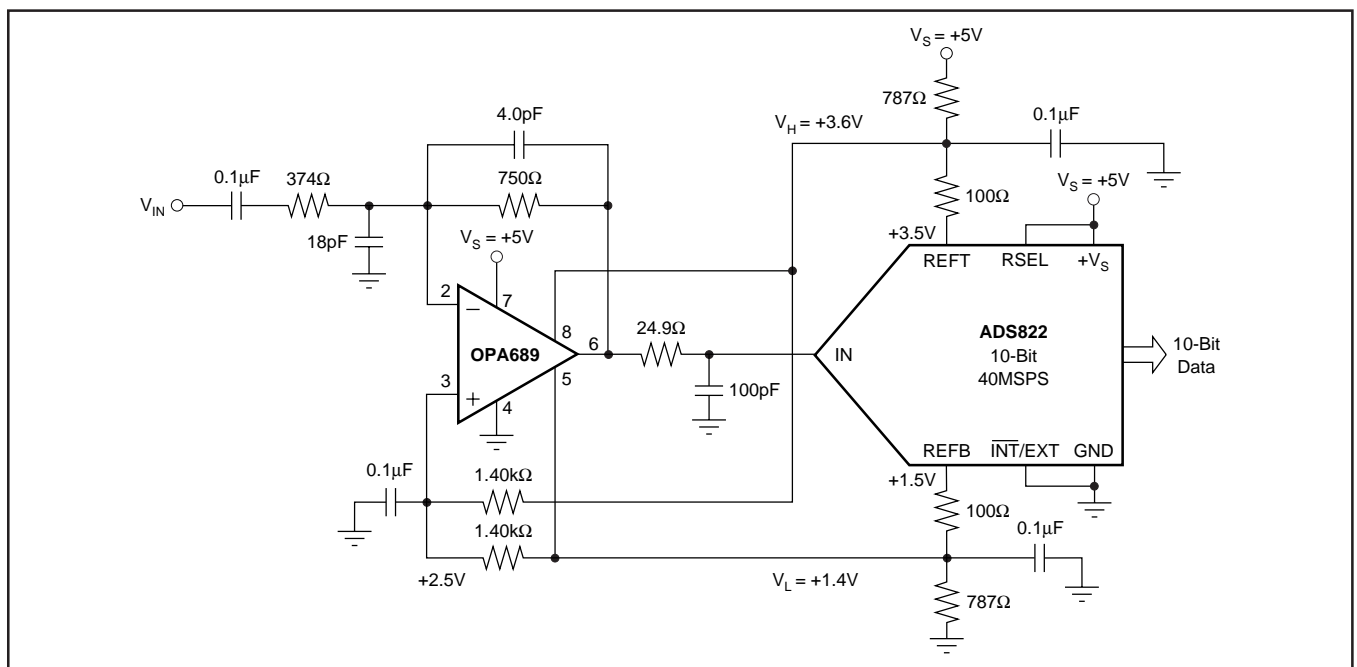 V_S = +5V
787Ω
4.0pF
V_H = +3.6V
0.1µF
0.1µF
374Ω
750Ω
V_S = +5V
100Ω
V_IN
18pF
V_S = +5V
+3.5V
REFT
RSEL
+V_S
2
7
−
8
24.9Ω
ADS822
OPA689
6
IN
10-Bit
10-Bit
40MSPS
Data
5
3
+
100pF
4
REFB
INT/EXT
GND
0.1µF
1.40kΩ
+1.5V
100Ω
1.40kΩ
0.1µF
+2.5V
V_L = +1.4V
787Ω